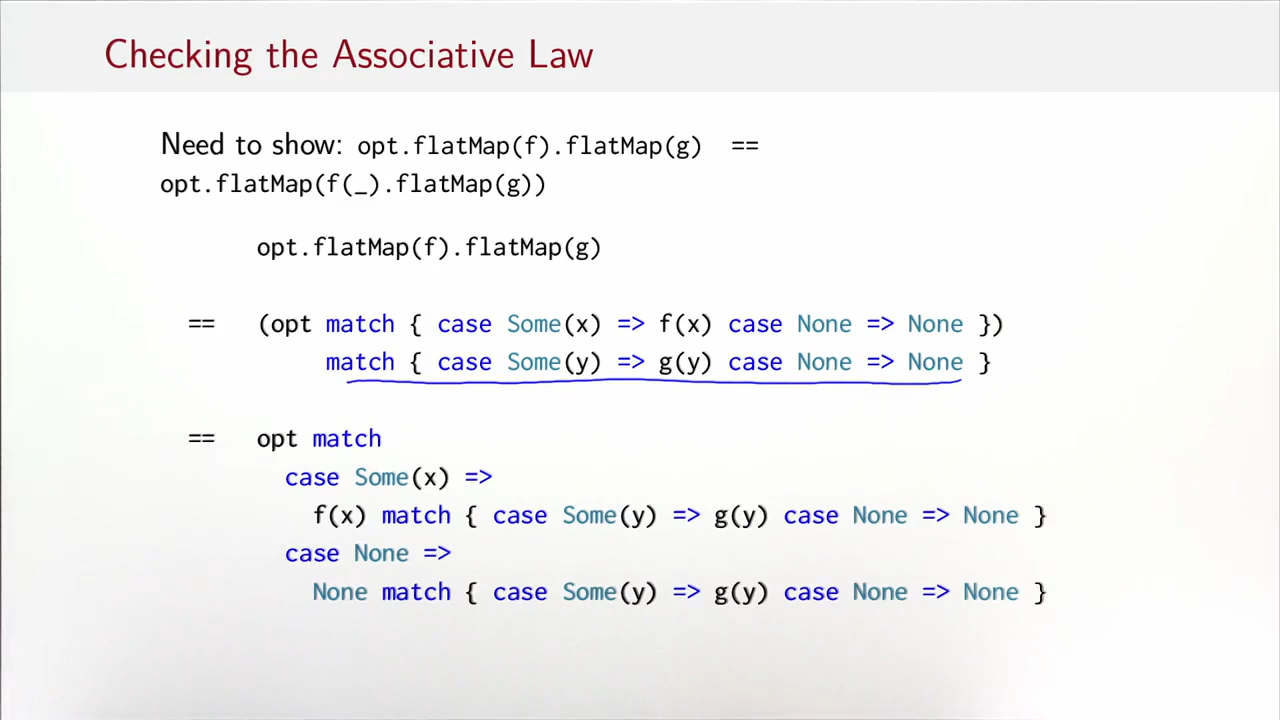 Checking the Associative Law
Need to show: opt.flatMap(f).flatMap(g) ==
opt.flatMap(f(_).flatMap(g))
opt.flatMap(f).flatMap(g)
== (opt match { case Some(x) => f(x) case None => None })
match { case Some(y) => g(y) case None => None }
== opt match
case Some(x) =>
f(x) match { case Some(y) => g(y) case None => None }
case None =>
None match { case Some(y) => g(y) case None => None }